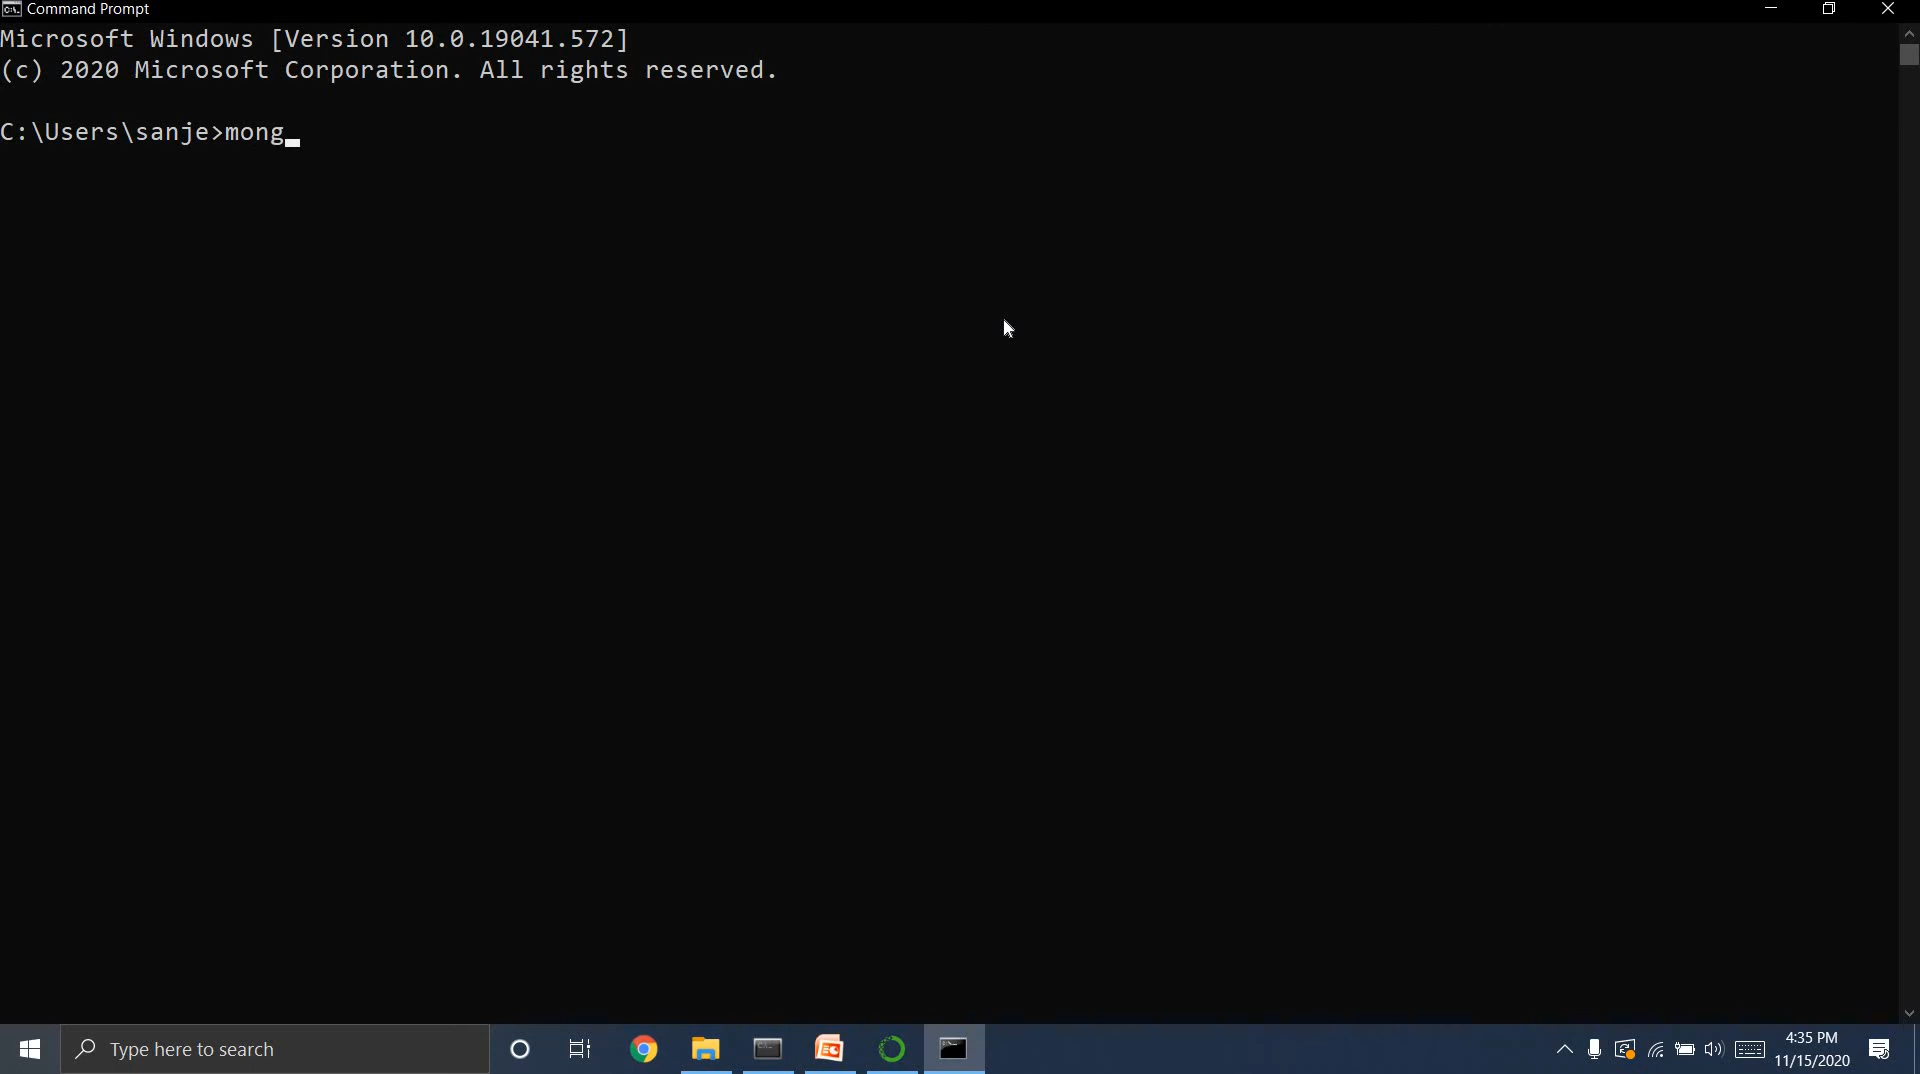 Command Prompt
Microsoft Windows [Version 10.0.19041.572]
(c) 2020 Microsoft Corporation. All rights reserved.
C:\Users\sanje>mong
Type here to search
4:35 PM
11/15/2020